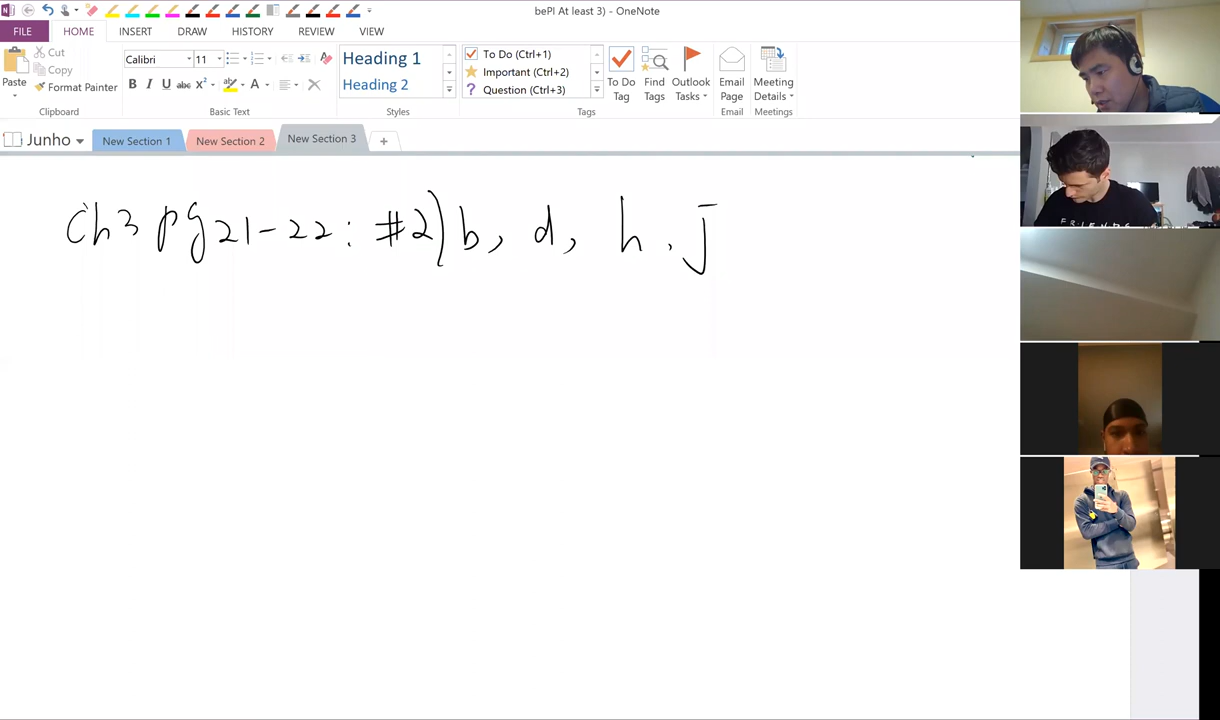 bePI At least 3) - OneNote
FILE HOME INSERT DRAW HISTORY REVIEW VIEW
Cut
Copy
Format Painter
Paste
Clipboard
Calibri 11
B I U abc X² A
Basic Text
Heading 1
Heading 2
Styles
To Do (Ctrl+1)
Important (Ctrl+2)
Question (Ctrl+3)
To Do Tag
Find Tags
Outlook Tasks
Tags
Email Page
Email
Meeting Details
Meetings
Junho New Section 1 New Section 2 New Section 3
Ch3 pg 21-22: #2) b, d, h, j
FRIENDS